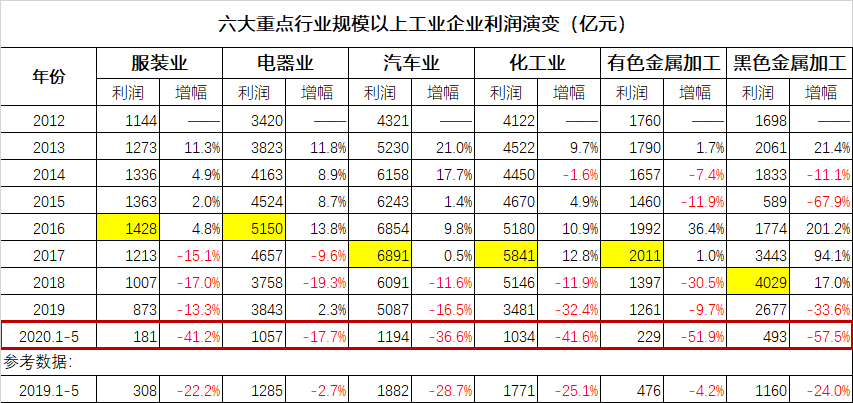 六大重点行业规模以上工业企业利润演变（亿元）
年份 服装业 电器业 汽车业 化工业 有色金属加工 黑色金属加工
利润 增幅 利润 增幅 利润 增幅 利润 增幅 利润 增幅 利润 增幅
2012 1144 —— 3420 —— 4321 —— 4122 —— 1760 —— 1698 ——
2013 1273 11.3% 3823 11.8% 5230 21.0% 4522 9.7% 1790 1.7% 2061 21.4%
2014 1336 4.9% 4163 8.9% 6158 17.7% 4450 -1.6% 1657 -7.4% 1833 -11.1%
2015 1363 2.0% 4524 8.7% 6243 1.4% 4670 4.9% 1460 -11.9% 589 -67.9%
2016 1428 4.8% 5150 13.8% 6854 9.8% 5180 10.9% 1992 36.4% 1774 201.2%
2017 1213 -15.1% 4657 -9.6% 6891 0.5% 5841 12.8% 2011 1.0% 3443 94.1%
2018 1007 -17.0% 3758 -19.3% 6091 -11.6% 5146 -11.9% 1397 -30.5% 4029 17.0%
2019 873 -13.3% 3843 2.3% 5087 -16.5% 3481 -32.4% 1261 -9.7% 2677 -33.6%
2020.1-5 181 -41.2% 1057 -17.7% 1194 -36.6% 1034 -41.6% 229 -51.9% 493 -57.5%
参考数据：
2019.1-5 308 -22.2% 1285 -2.7% 1882 -28.7% 1771 -25.1% 476 -4.2% 1160 -24.0%